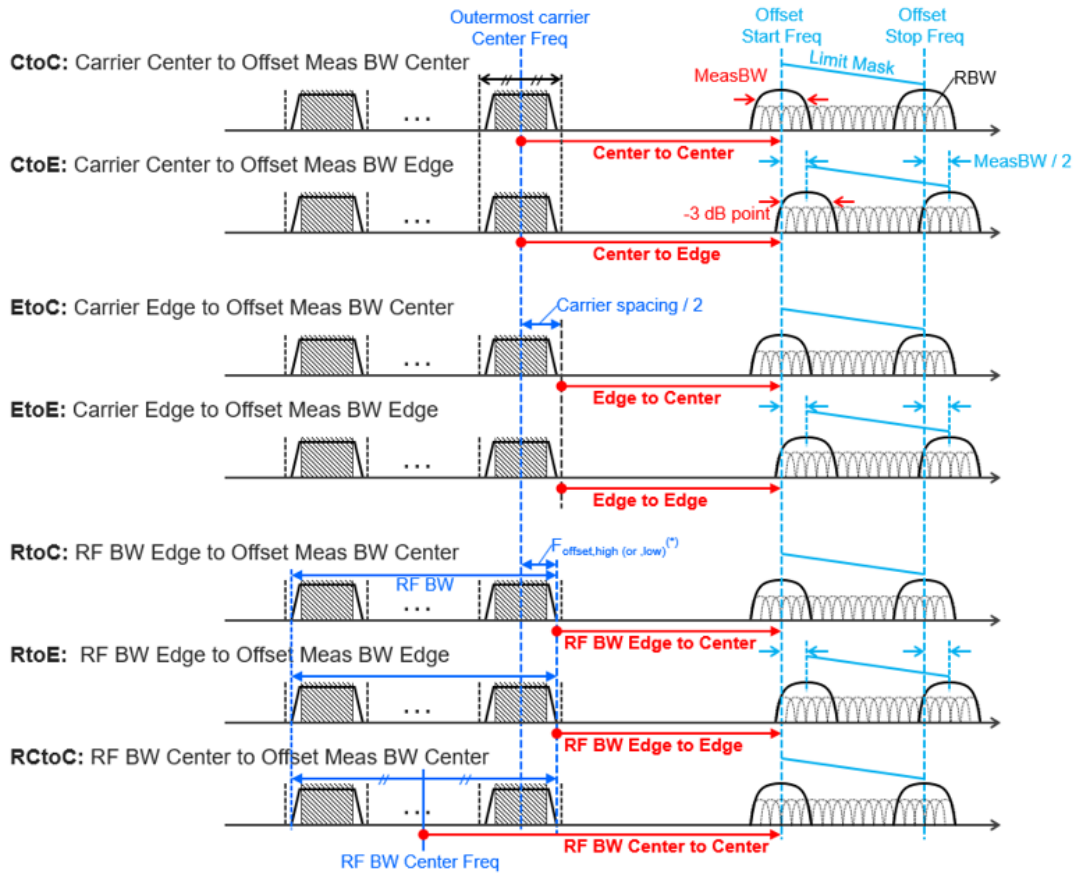 Outermost carrier
Center Freq
Offset
Start Freq
Offset
Stop Freq
CtoC: Carrier Center to Offset Meas BW Center
Limit Mask
MeasBW
RBW
. . .
Center to Center
CtoE: Carrier Center to Offset Meas BW Edge
MeasBW / 2
-3 dB point
. . .
Center to Edge
EtoC: Carrier Edge to Offset Meas BW Center
Carrier spacing / 2
. . .
Edge to Center
EtoE: Carrier Edge to Offset Meas BW Edge
. . .
Edge to Edge
RtoC: RF BW Edge to Offset Meas BW Center
Foffset,high (or ,low)(*)
RF BW
. . .
RF BW Edge to Center
RtoE: RF BW Edge to Offset Meas BW Edge
. . .
RF BW Edge to Edge
RCtoC: RF BW Center to Offset Meas BW Center
. . .
RF BW Center to Center
RF BW Center Freq